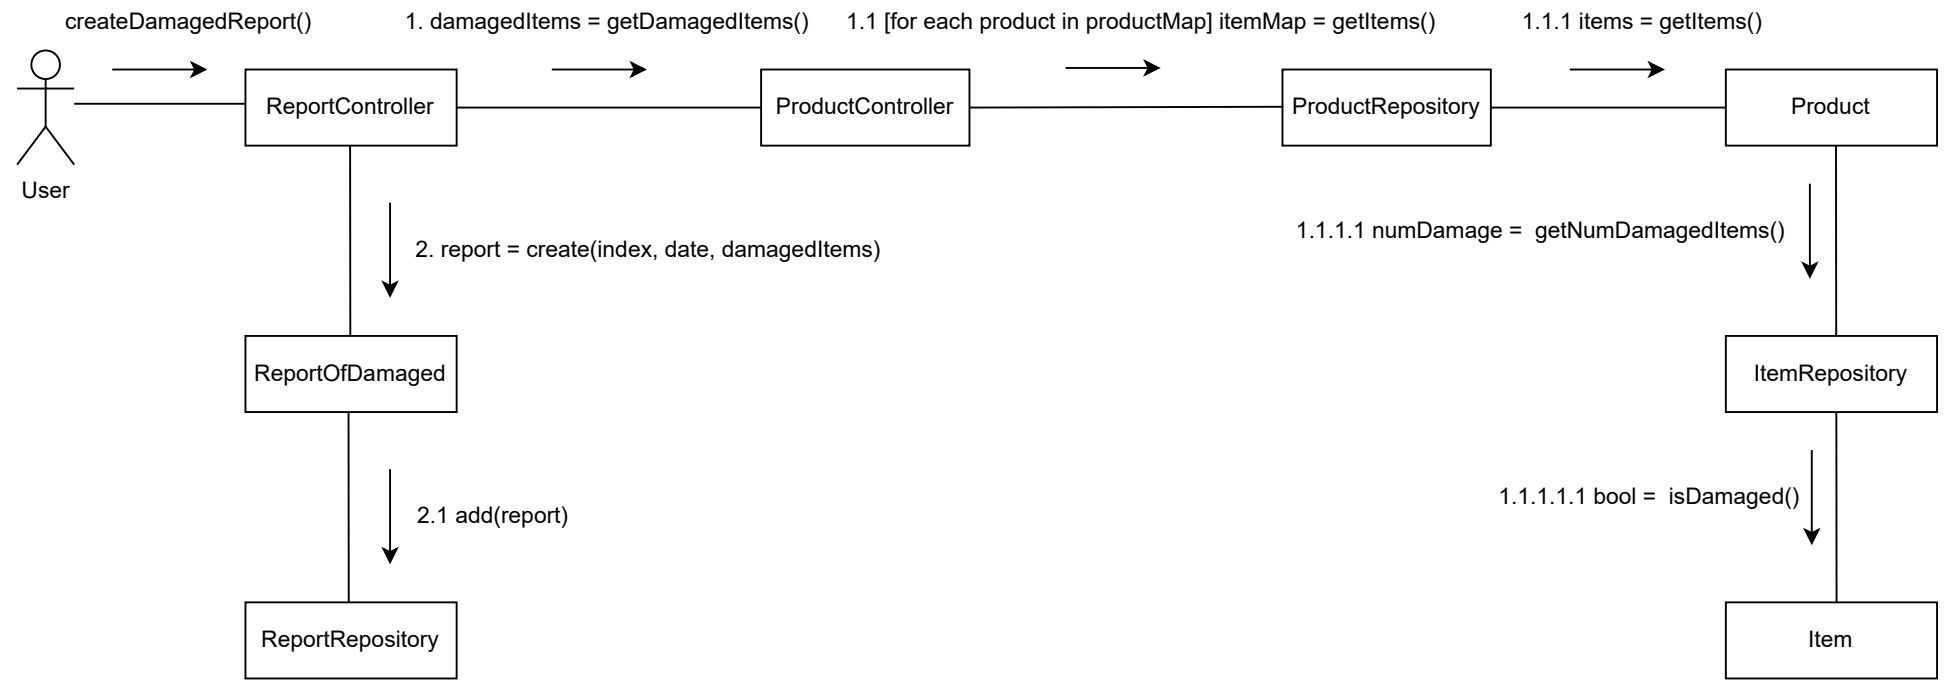 createDamagedReport()
1. damagedItems = getDamagedItems()
1.1 [for each product in productMap] itemMap = getItems()
1.1.1 items = getItems()
ReportController
ProductController
ProductRepository
Product
User
2. report = create(index, date, damagedItems)
1.1.1.1 numDamage = getNumDamagedItems()
ReportOfDamaged
ItemRepository
2.1 add(report)
1.1.1.1.1 bool = isDamaged()
ReportRepository
Item